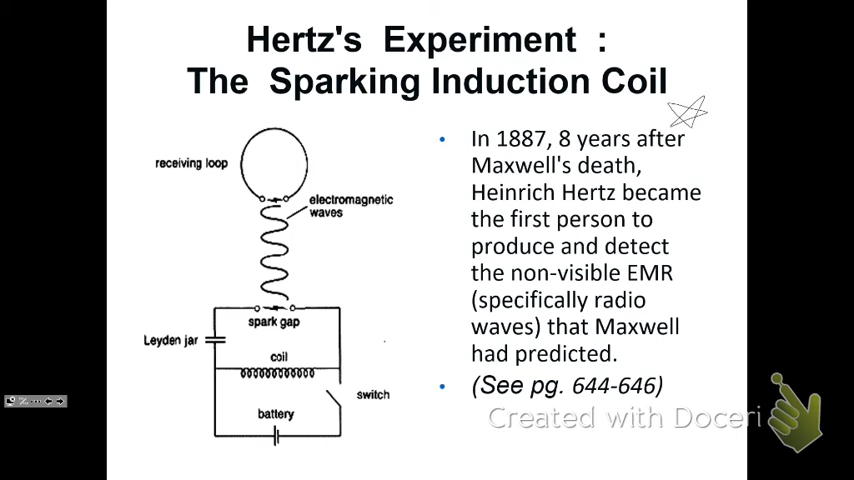 Hertz's Experiment :
The Sparking Induction Coil
receiving loop
electromagnetic
waves
spark gap
Leyden jar
coil
switch
battery
• In 1887, 8 years after
Maxwell's death,
Heinrich Hertz became
the first person to
produce and detect
the non-visible EMR
(specifically radio
waves) that Maxwell
had predicted.
• (See pg. 644-646)
Created with Doceri